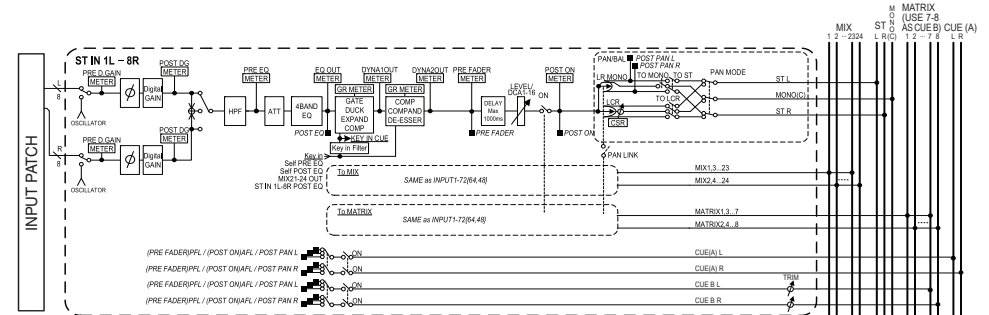 MATRIX
(USE 7-8
AS CUE B)
CUE (A)
MIX
ST
MONO
1 2 ··· 2324
L R(C)
1 2 ··· 7 8
L R
INPUT PATCH
ST IN 1L – 8R
PRE D.GAIN
METER
POST DG
METER
L
8
OSCILLATOR
Ø
Digital
GAIN
PRE D.GAIN
METER
POST DG
METER
R
8
OSCILLATOR
Ø
Digital
GAIN
HPF
PRE EQ
METER
ATT
4BAND
EQ
EQ OUT
METER
POST EQ
DYNA1OUT
METER
GR METER
GATE
DUCK
EXPAND
COMP
KEY IN CUE
Key in Filter
Key in
Self PRE EQ
Self POST EQ
MIX21-24 OUT
ST IN 1L-8R POST EQ
DYNA2OUT
METER
GR METER
COMP
COMPAND
DE-ESSER
PRE FADER
METER
PRE FADER
DELAY
Max
1000ms
LEVEL/
DCA1-16
ON
POST ON
METER
POST ON
PAN/BAL
POST PAN L
POST PAN R
LR MONO
TO MONO
TO ST
PAN MODE
LCR
TO LCR
CSR
PAN LINK
ST L
MONO(C)
ST R
To MIX
SAME as INPUT1-72{64,48}
MIX1,3...23
MIX2,4...24
To MATRIX
SAME as INPUT1-72{64,48}
MATRIX1,3...7
MATRIX2,4...8
(PRE FADER)PFL / (POST ON)AFL / POST PAN L
ON
CUE(A) L
(PRE FADER)PFL / (POST ON)AFL / POST PAN R
CUE(A) R
(PRE FADER)PFL / (POST ON)AFL / POST PAN L
ON
CUE B L
TRIM
(PRE FADER)PFL / (POST ON)AFL / POST PAN R
ON
CUE B R